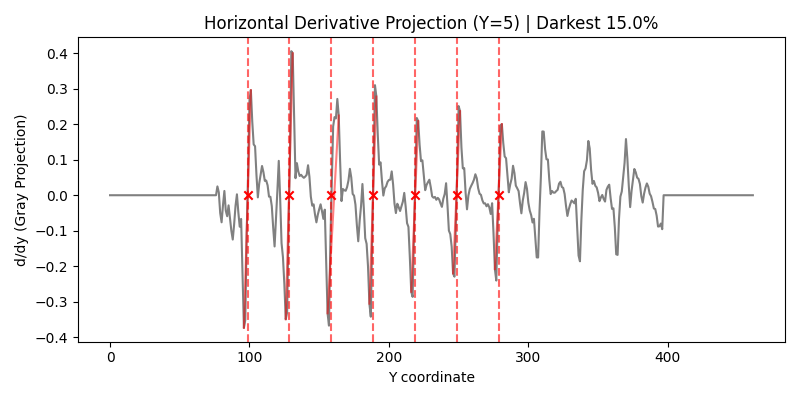 Horizontal Derivative Projection (Y=5) | Darkest 15.0%
d/dy (Gray Projection)
0.4
0.3
0.2
0.1
0.0
−0.1
−0.2
−0.3
−0.4
0 100 200 300 400
Y coordinate